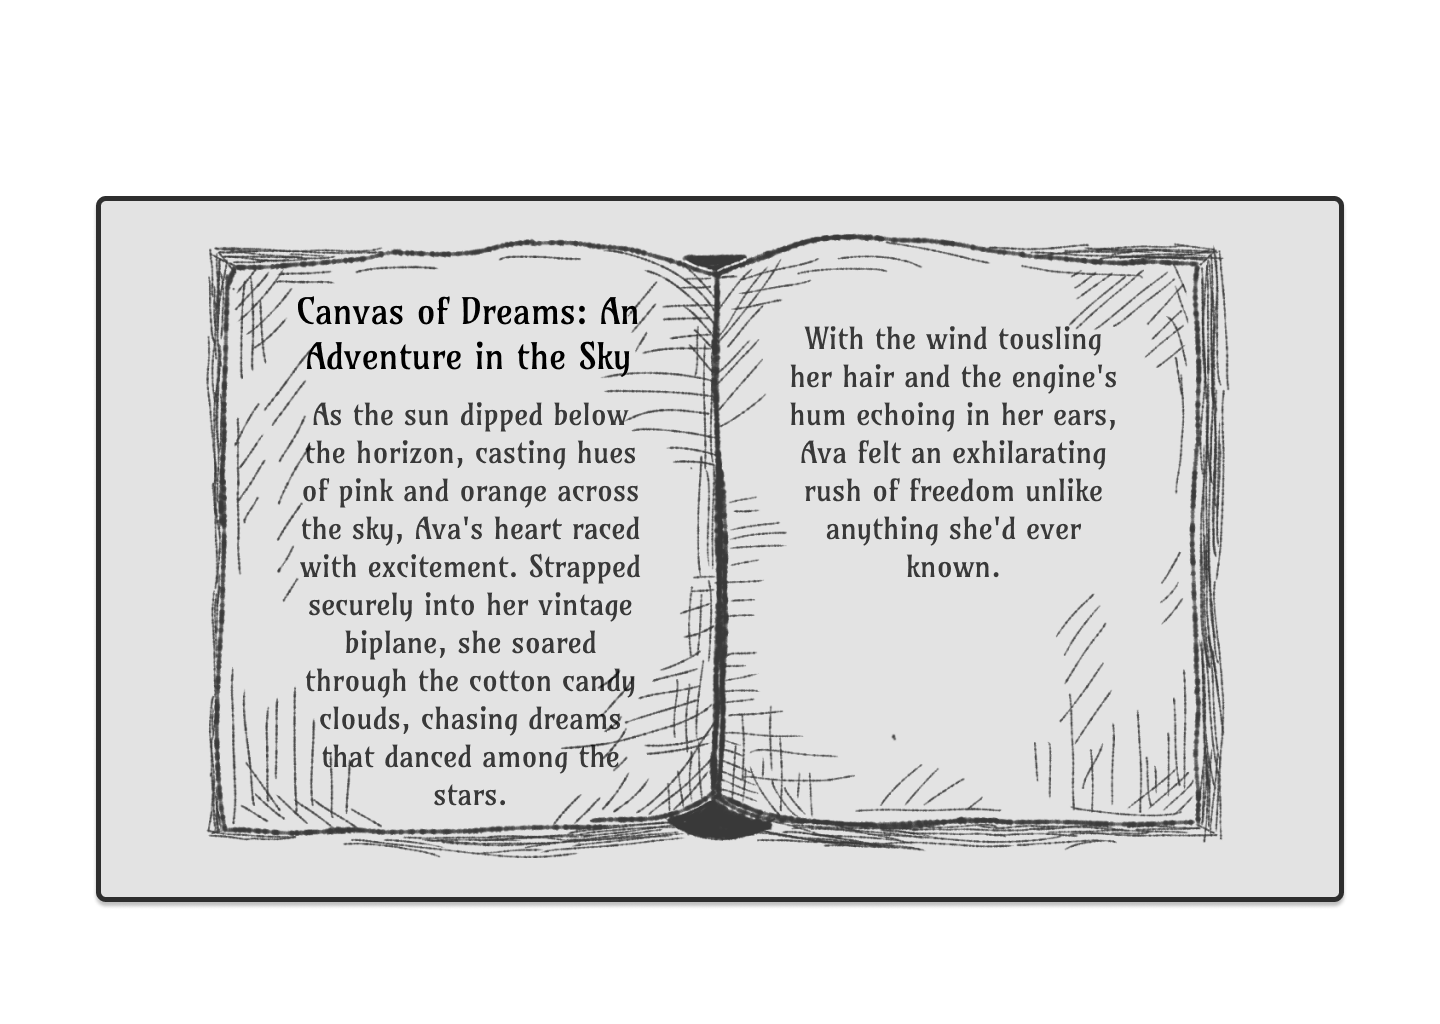 Canvas of Dreams: An
Adventure in the Sky
As the sun dipped below
the horizon, casting hues
of pink and orange across
the sky, Ava's heart raced
with excitement. Strapped
securely into her vintage
biplane, she soared
through the cotton candy
clouds, chasing dreams
that danced among the
stars.
With the wind tousling
her hair and the engine's
hum echoing in her ears,
Ava felt an exhilarating
rush of freedom unlike
anything she'd ever
known.